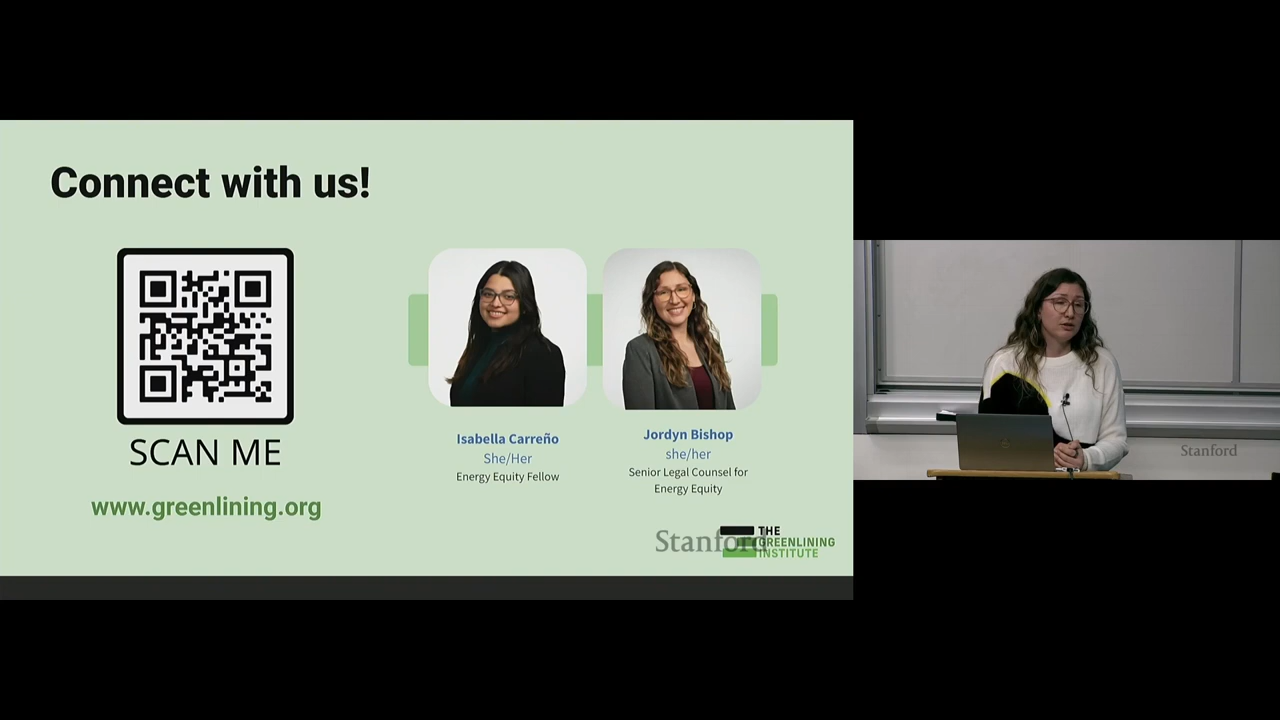 Connect with us!
SCAN ME
www.greenlining.org
Isabella Carreño
She/Her
Energy Equity Fellow
Jordyn Bishop
she/her
Senior Legal Counsel for
Energy Equity
Stanford
THE
GREENLINING
INSTITUTE
Stanford